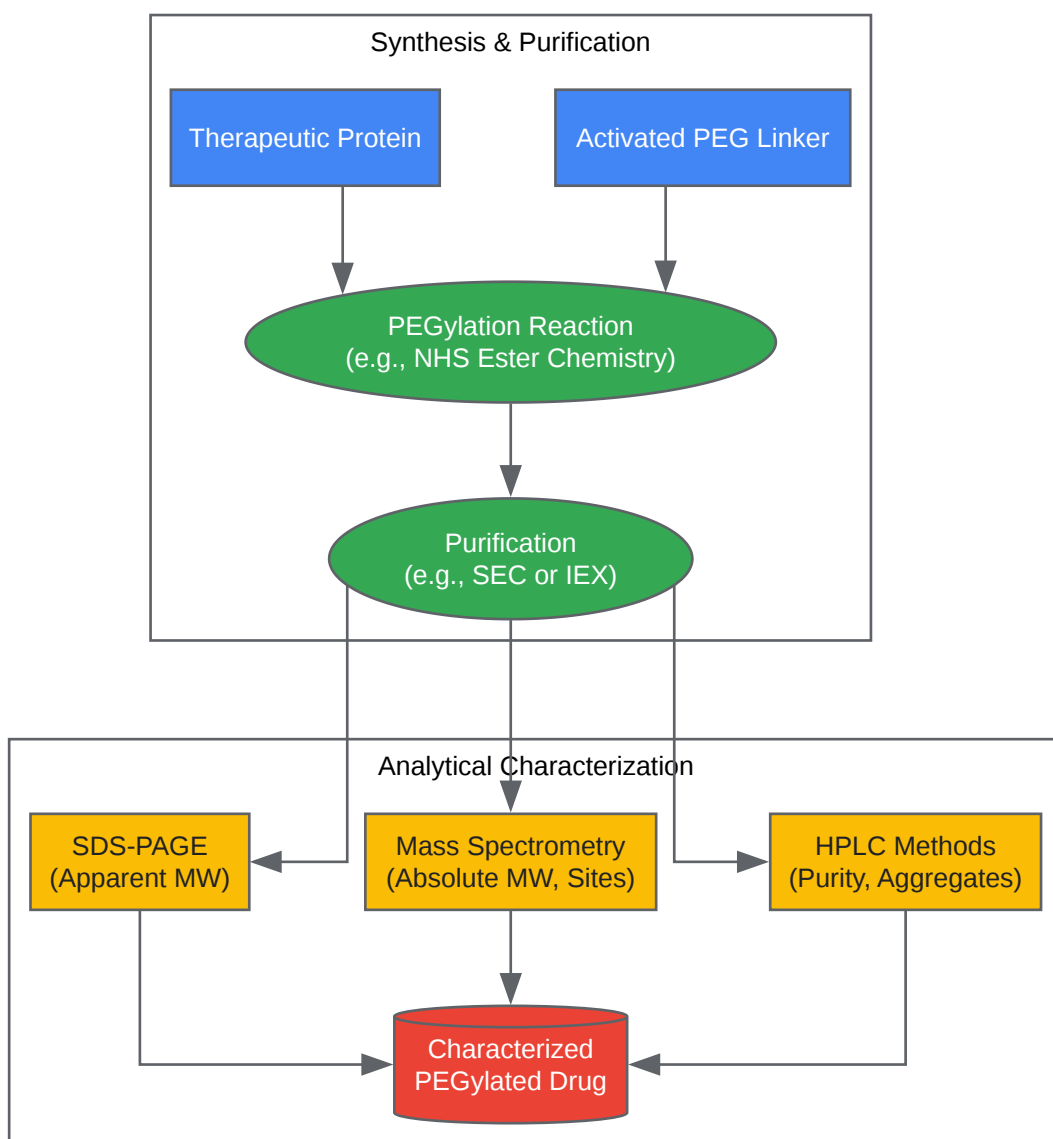 Synthesis & Purification
Therapeutic Protein
Activated PEG Linker
PEGylation Reaction
(e.g., NHS Ester Chemistry)
Purification
(e.g., SEC or IEX)
Analytical Characterization
SDS-PAGE
(Apparent MW)
Mass Spectrometry
(Absolute MW, Sites)
HPLC Methods
(Purity, Aggregates)
Characterized
PEGylated Drug